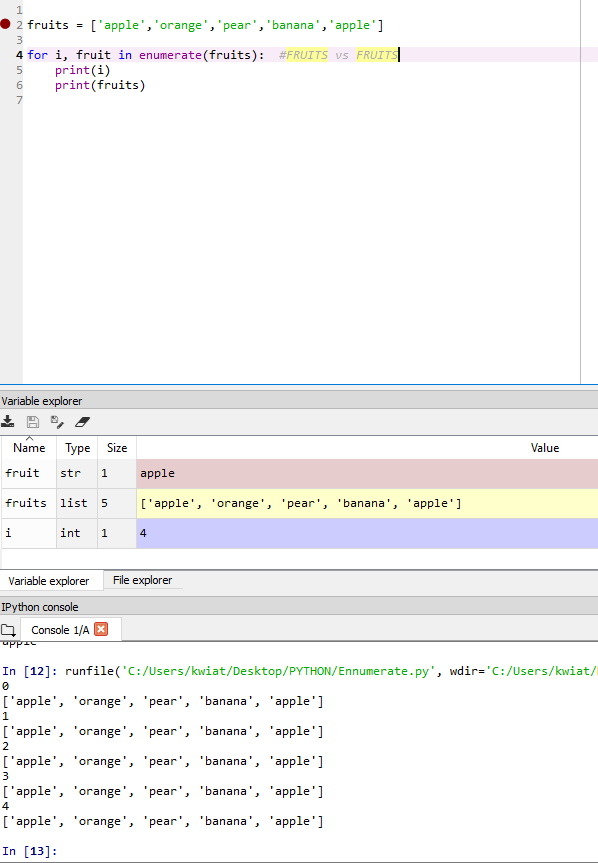 1
2 fruits = ['apple','orange','pear','banana','apple']
3
4 for i, fruit in enumerate(fruits):  #FRUITS vs FRUITS
5     print(i)
6     print(fruits)
7
Variable explorer
Name Type Size Value
fruit str 1 apple
fruits list 5 ['apple', 'orange', 'pear', 'banana', 'apple']
i int 1 4
Variable explorer File explorer
IPython console
Console 1/A
apple
In [12]: runfile('C:/Users/kwiat/Desktop/PYTHON/Ennumerate.py', wdir='C:/Users/kwiat/
0
['apple', 'orange', 'pear', 'banana', 'apple']
1
['apple', 'orange', 'pear', 'banana', 'apple']
2
['apple', 'orange', 'pear', 'banana', 'apple']
3
['apple', 'orange', 'pear', 'banana', 'apple']
4
['apple', 'orange', 'pear', 'banana', 'apple']
In [13]: